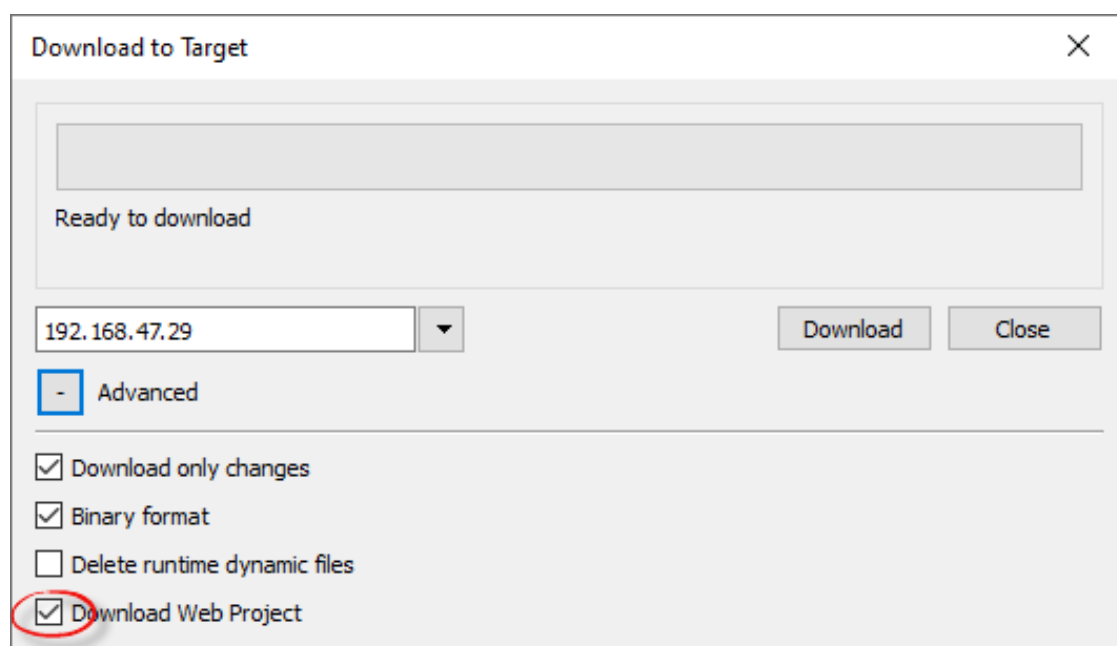 Download to Target
Ready to download
192.168.47.29
Download Close
- Advanced
Download only changes
Binary format
Delete runtime dynamic files
Download Web Project